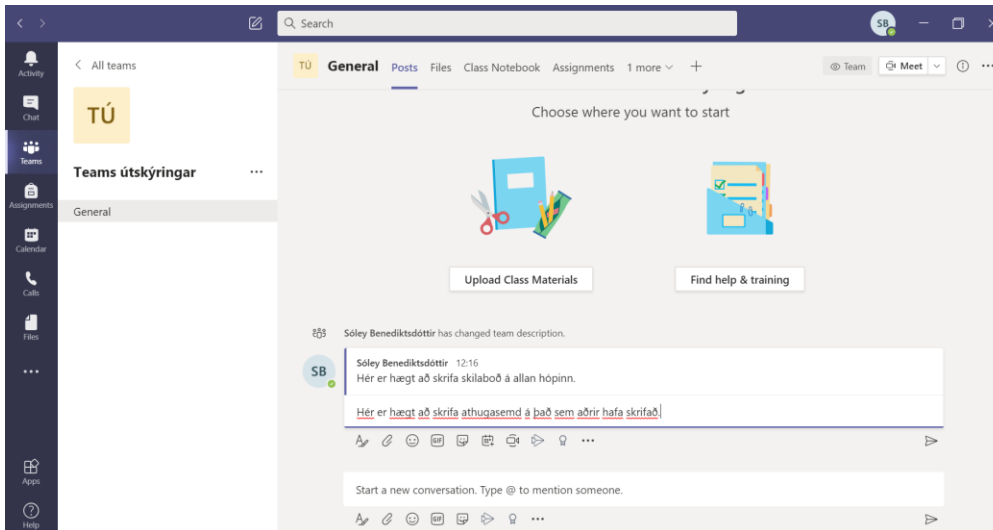 Search
SB
Activity
Chat
Teams
Assignments
Calendar
Calls
Files
Apps
Help
All teams
TÚ
Teams útskýringar
General
TÚ General Posts Files Class Notebook Assignments 1 more
Team Meet
Choose where you want to start
Upload Class Materials
Find help & training
Sóley Benediktsdóttir has changed team description.
SB
Sóley Benediktsdóttir 12:16
Hér er hægt að skrifa skilaboð á allan hópinn.
Hér er hægt að skrifa athugasemd á það sem aðrir hafa skrifað.
GIF
Start a new conversation. Type @ to mention someone.
GIF